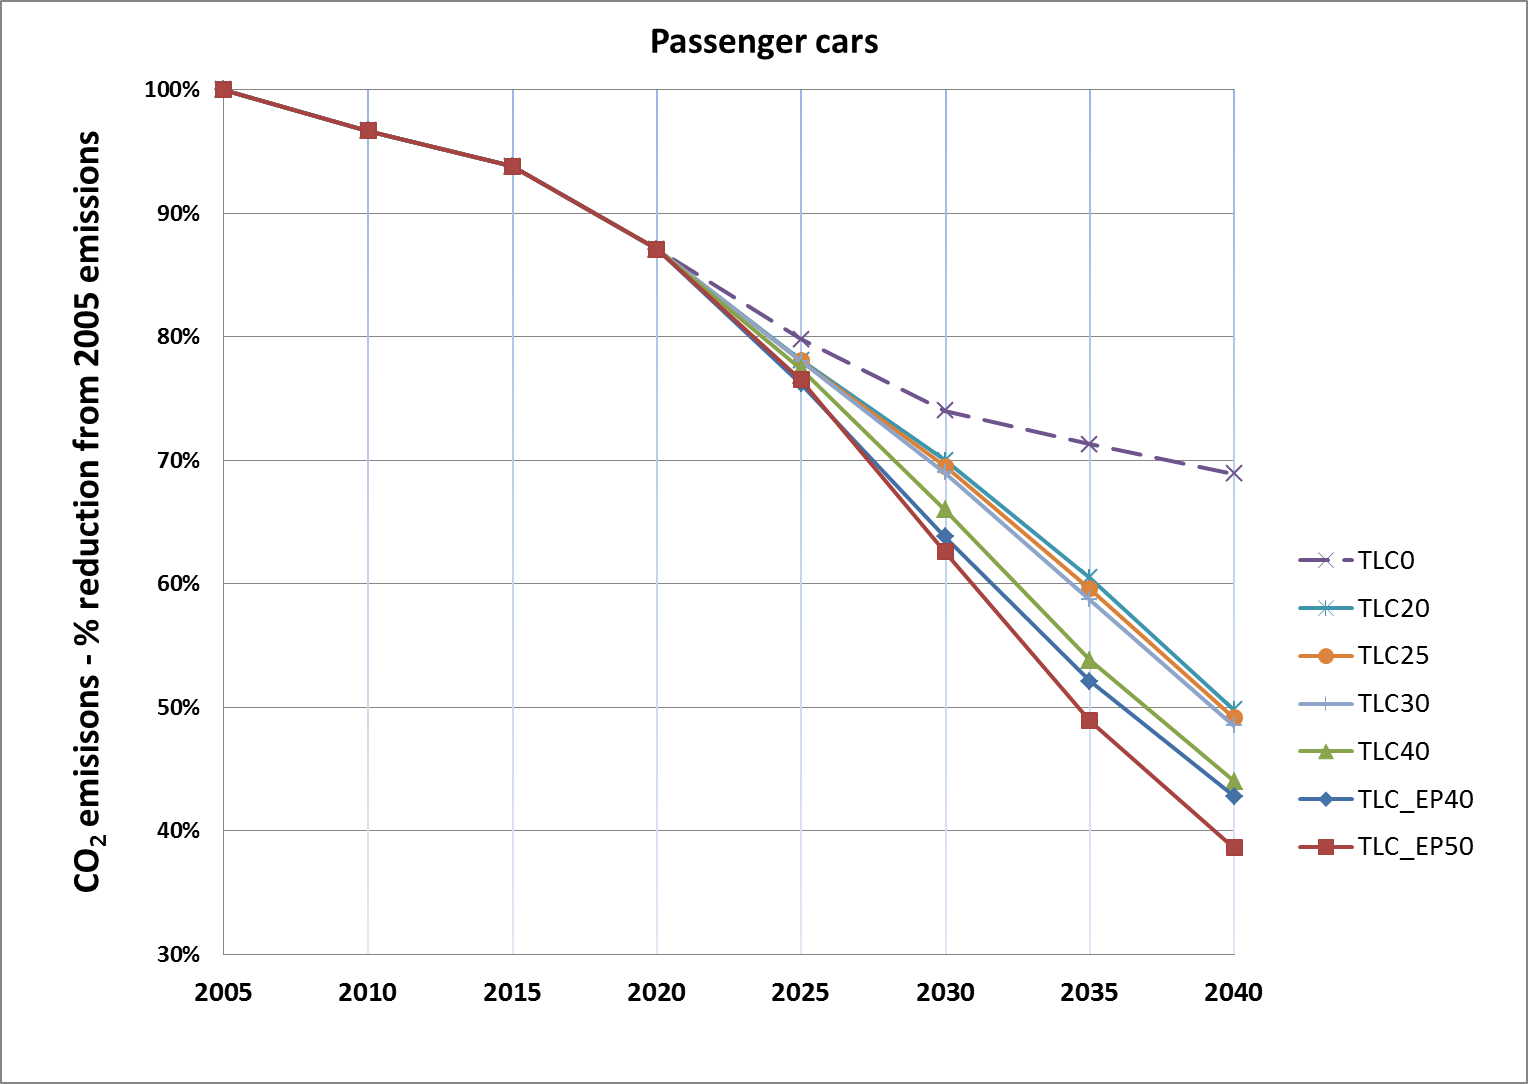 Passenger cars
CO2 emisisons - % reduction from 2005 emissions
100%
90%
80%
70%
60%
50%
40%
30%
2005 2010 2015 2020 2025 2030 2035 2040
TLC0
TLC20
TLC25
TLC30
TLC40
TLC_EP40
TLC_EP50